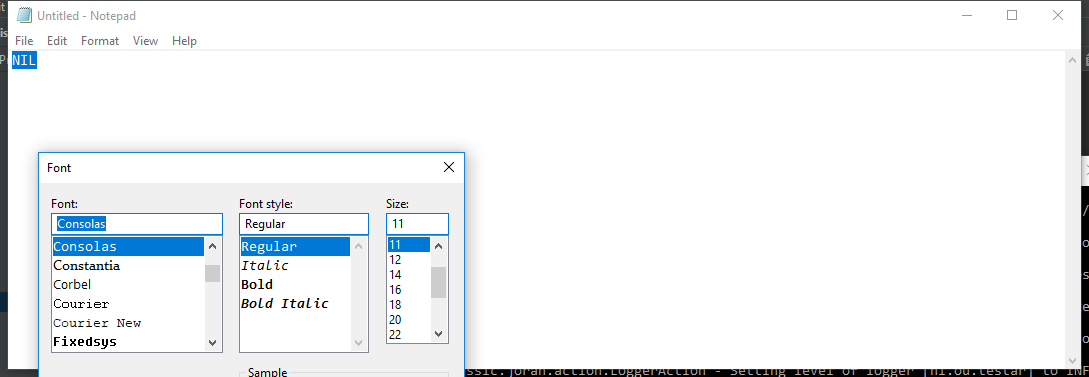 Untitled - Notepad
File Edit Format View Help
NIL
Font
Font: Font style: Size:
Consolas Regular 11
Consolas Regular 11
Constantia Italic 12
Corbel Bold 14
Courier Bold Italic 16
Courier New 18
Fixedsys 20
22
Sample
ssic.joran.action.LoggerAction - Setting level of logger [nl.ou.testar] to INF